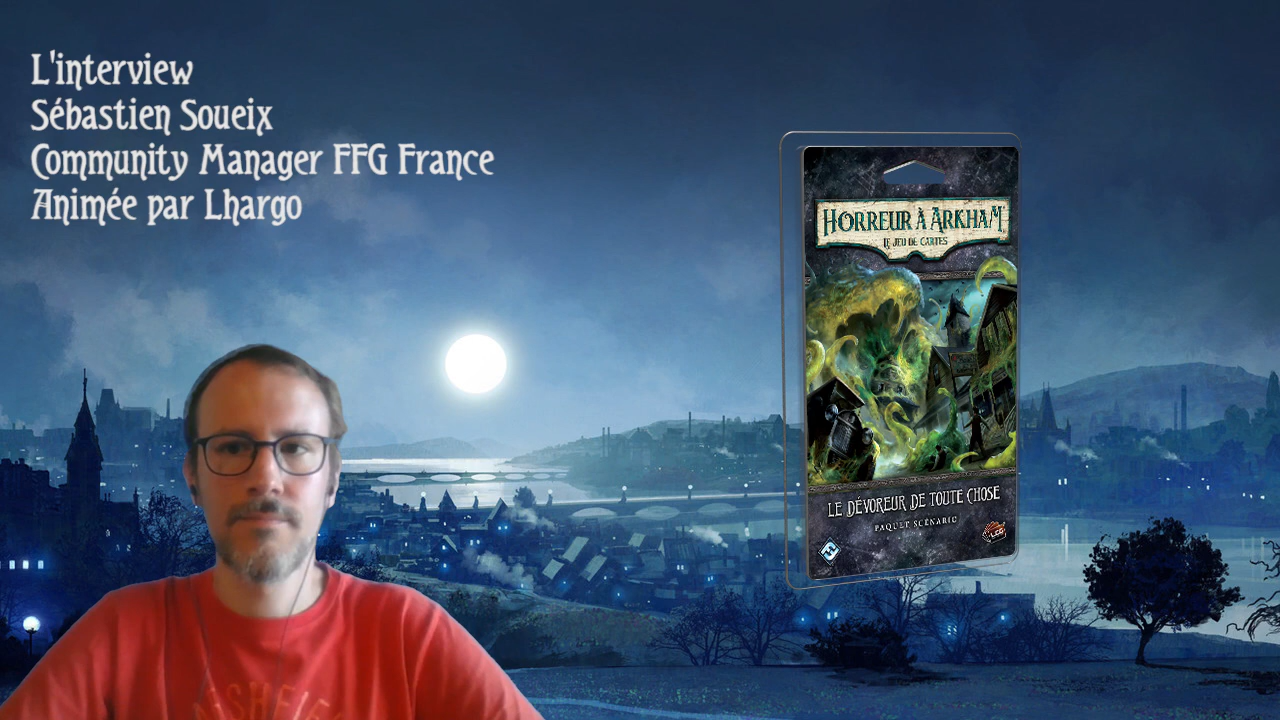 L'interview
Sébastien Soueix
Community Manager FFG France
Animée par Lhargo
HORREUR À ARKHAM
LE JEU DE CARTES
LE DÉVOREUR DE TOUTE CHOSE
PAQUET SCÉNARIO
LCG